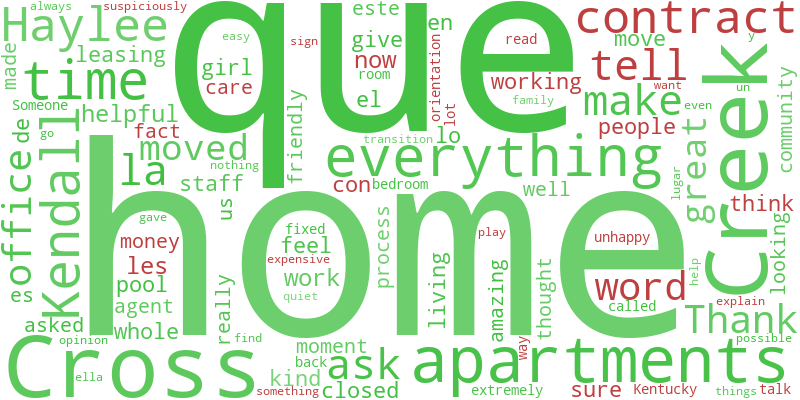 always
suspiciously
este
en
contract
Haylee
que
easy
sign
read
orientation
move
y
made
leasing
give
girl
now
working
tell
time
care
room
el
family
lot
make
want
even
un
Creek
community
Someone
helpful
friendly
fact
de
go
Kendall
moved
transition
lo
people
great
office
la
nothing
everything
staff
con
bedroom
well
lugar
think
us
gave
home
process
fixed
feel
play
unhappy
looking
money
les
expensive
word
es
pool
work
living
amazing
thought
called
help
explain
agent
quiet
Thank
asked
whole
really
find
possible
opinion
moment
way
Cross
ella
back
ask
apartments
kind
something
closed
extremely
sure
Kentucky
things
talk